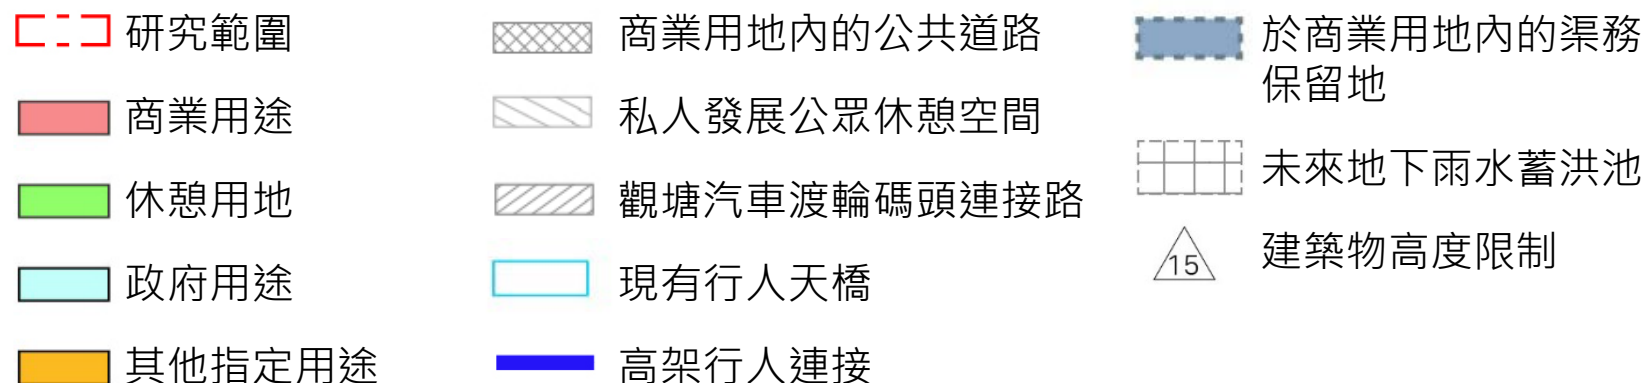 研究範圍
商業用途
休憩用地
政府用途
其他指定用途
商業用地內的公共道路
私人發展公眾休憩空間
觀塘汽車渡輪碼頭連接路
現有行人天橋
高架行人連接
於商業用地內的渠務
保留地
未來地下雨水蓄洪池
15
建築物高度限制